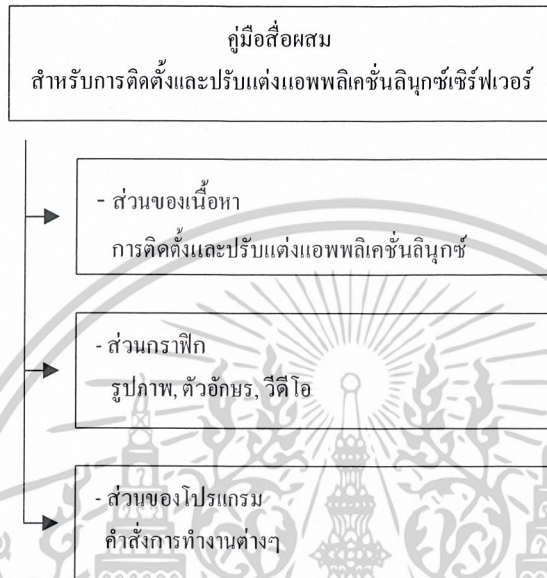 คู่มือสื่อผสม
สำหรับการติดตั้งและปรับแต่งแอพพลิเคชั่นลินุกซ์เซิร์ฟเวอร์
- ส่วนของเนื้อหา
การติดตั้งและปรับแต่งแอพพลิเคชั่นลินุกซ์
- ส่วนกราฟิก
รูปภาพ, ตัวอักษร, วีดีโอ
- ส่วนของโปรแกรม
คำสั่งการทำงานต่างๆ